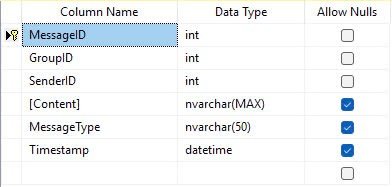 Column Name Data Type Allow Nulls
MessageID int
GroupID int
SenderID int
[Content] nvarchar(MAX)
MessageType nvarchar(50)
Timestamp datetime